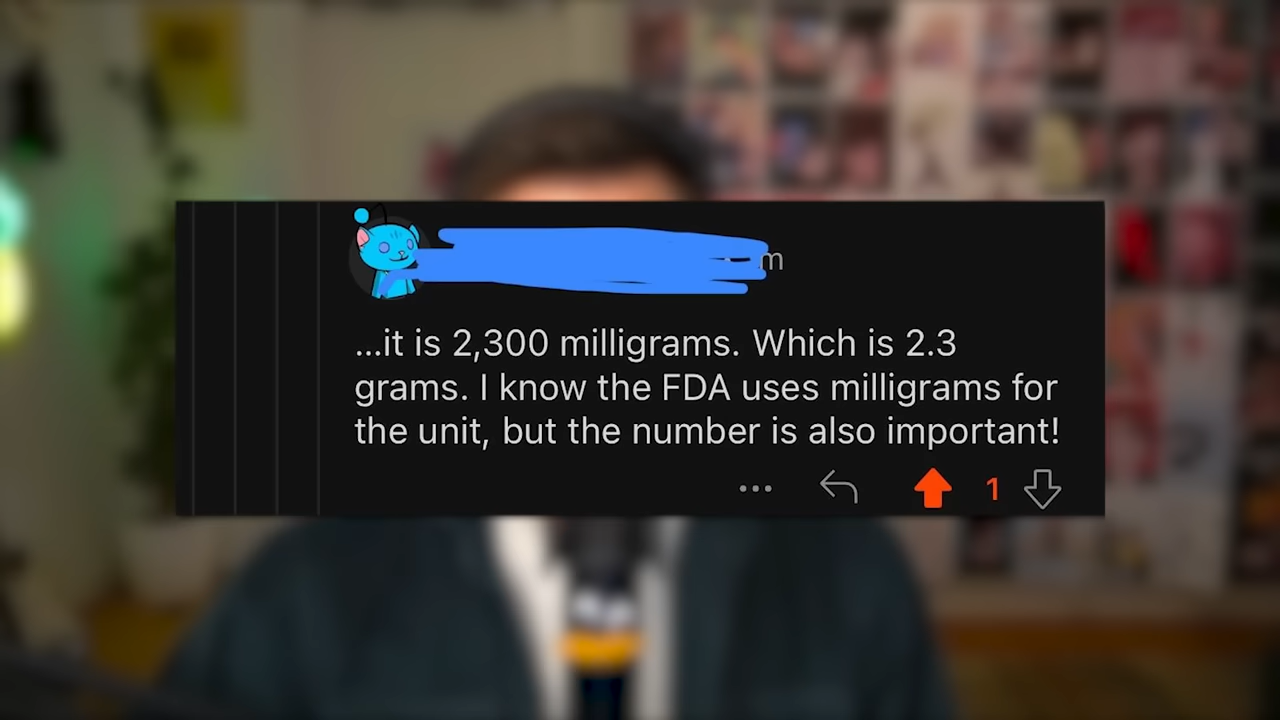 m
...it is 2,300 milligrams. Which is 2.3
grams. I know the FDA uses milligrams for
the unit, but the number is also important!
1